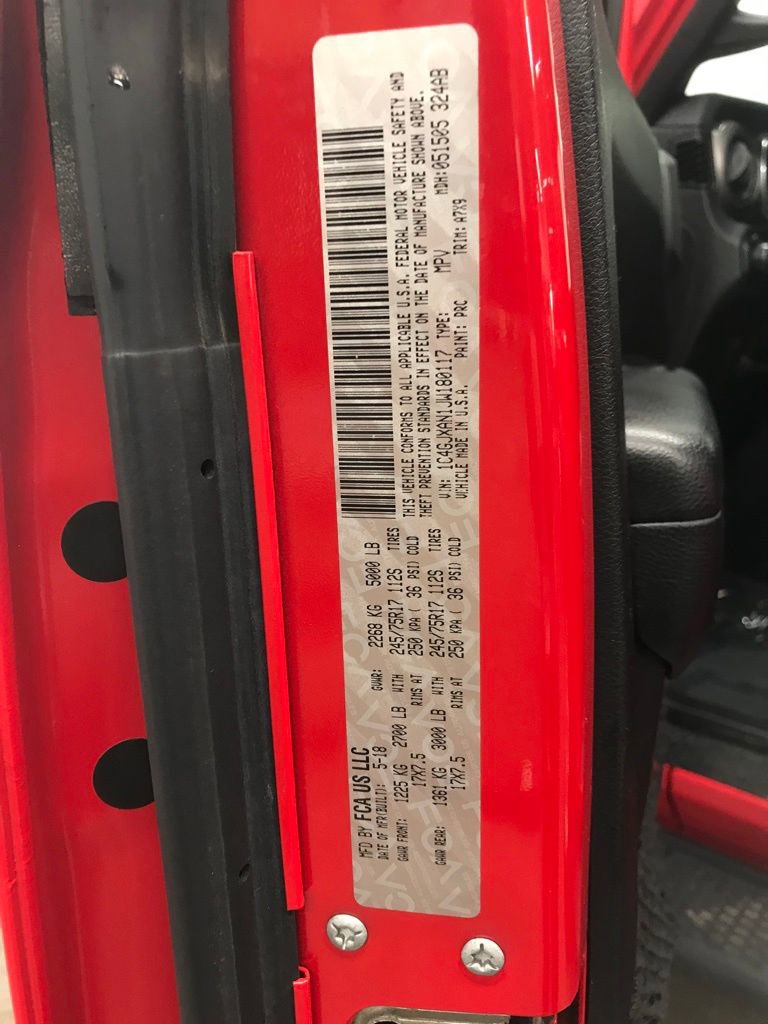 MFD BY FCA US LLC
DATE OF MFR(BUILT): 5-18 GVWR: 2268 KG 5000 LB
GAWR FRONT: 1225 KG 2700 LB WITH 245/75R17 112S TIRES
17X7.5 RIMS AT 250 KPA ( 36 PSI) COLD
GAWR REAR: 1361 KG 3000 LB WITH 245/75R17 112S TIRES
17X7.5 RIMS AT 250 KPA ( 36 PSI) COLD
THIS VEHICLE CONFORMS TO ALL APPLICABLE U.S.A. FEDERAL MOTOR VEHICLE SAFETY AND
THEFT PREVENTION STANDARDS IN EFFECT ON THE DATE OF MANUFACTURE SHOWN ABOVE.
VIN: 1C4GJXAN1JW180117 TYPE: MPV MDH:051505 324AB
VEHICLE MADE IN U.S.A. PAINT: PRC TRIM: A7X9